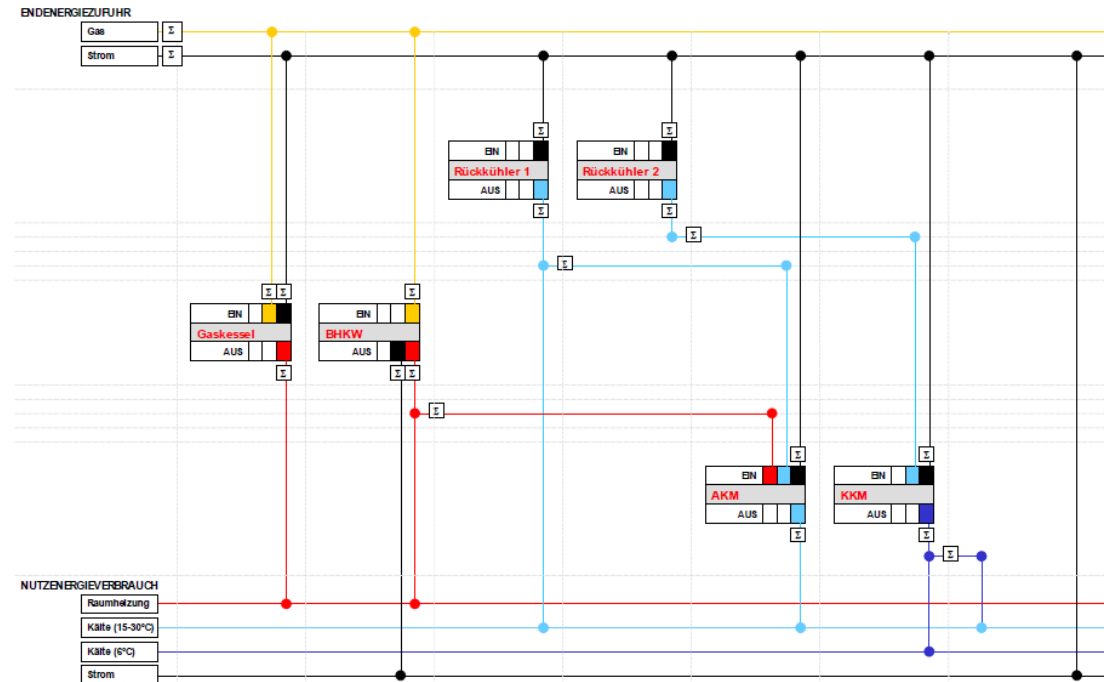 ENDENERGIEZUFUHR
Gas Σ
Strom Σ
Σ Σ
EIN EIN
Rückkühler 1 Rückkühler 2
AUS AUS
Σ Σ
Σ
Σ
Σ Σ Σ
EIN EIN
Gaskessel BHKW
AUS AUS
Σ Σ Σ
Σ
Σ Σ
EIN EIN
AKM KKM
AUS AUS
Σ Σ
Σ
NUTZENERGIEVERBRAUCH
Raumheizung
Kälte (15-30°C)
Kälte (6°C)
Strom